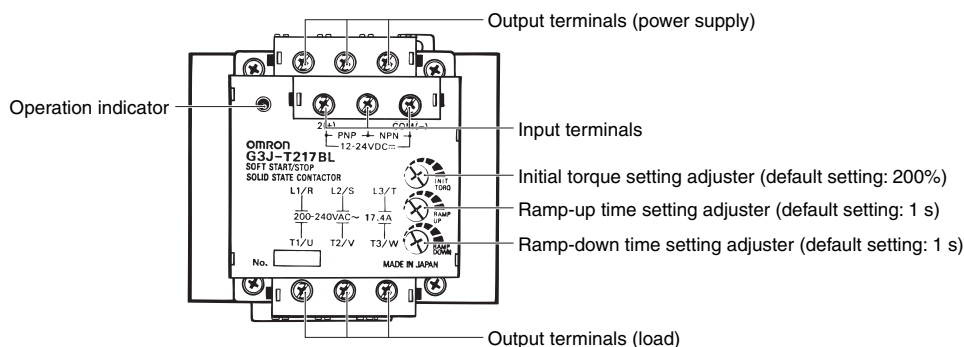 Output terminals (power supply)
Operation indicator
2(+) COM(−)
Input terminals
PNP NPN
12-24VDC
OMRON
G3J-T217BL
SOFT START/STOP
SOLID STATE CONTACTOR
INIT
TORQ
Initial torque setting adjuster (default setting: 200%)
L1/R L2/S L3/T
200-240VAC~ 17.4A
RAMP
UP
Ramp-up time setting adjuster (default setting: 1 s)
T1/U T2/V T3/W
RAMP
DOWN
Ramp-down time setting adjuster (default setting: 1 s)
No.
MADE IN JAPAN
Output terminals (load)